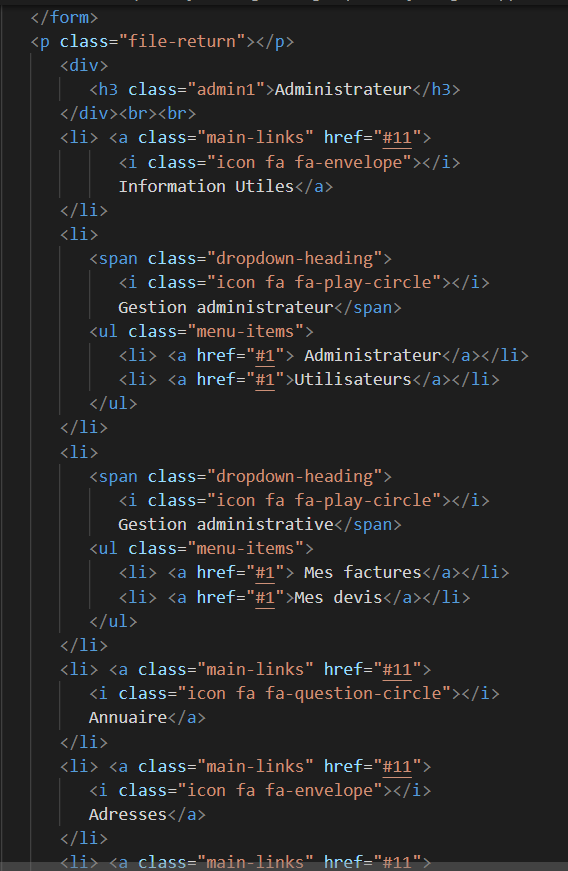 </form>
<p class="file-return"></p>
<div>
<h3 class="admin1">Administrateur</h3>
</div><br><br>
<li> <a class="main-links" href="#11">
<i class="icon fa fa-envelope"></i>
Information Utiles</a>
</li>
<li>
<span class="dropdown-heading">
<i class="icon fa fa-play-circle"></i>
Gestion administrateur</span>
<ul class="menu-items">
<li> <a href="#1"> Administrateur</a></li>
<li> <a href="#1">Utilisateurs</a></li>
</ul>
</li>
<li>
<span class="dropdown-heading">
<i class="icon fa fa-play-circle"></i>
Gestion administrative</span>
<ul class="menu-items">
<li> <a href="#1"> Mes factures</a></li>
<li> <a href="#1">Mes devis</a></li>
</ul>
</li>
<li> <a class="main-links" href="#11">
<i class="icon fa fa-question-circle"></i>
Annuaire</a>
</li>
<li> <a class="main-links" href="#11">
<i class="icon fa fa-envelope"></i>
Adresses</a>
</li>
<li> <a class="main-links" href="#11">